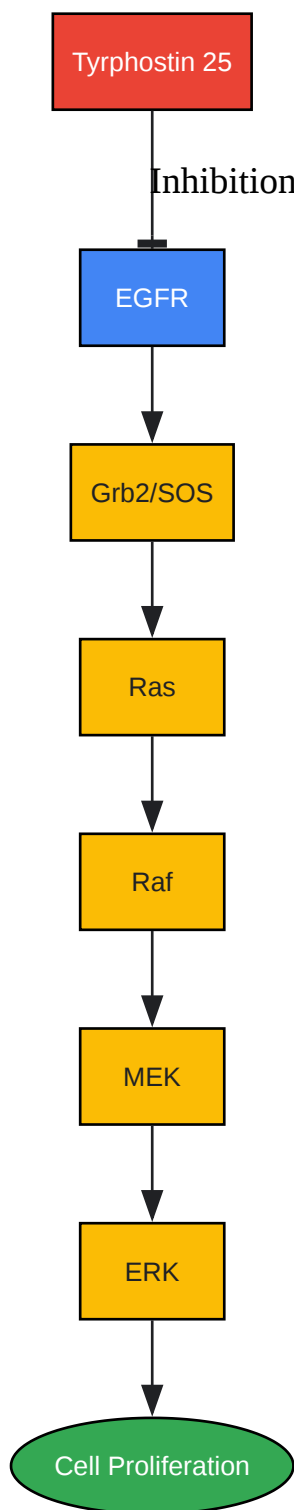 Tyrphostin 25
Inhibition
EGFR
Grb2/SOS
Ras
Raf
MEK
ERK
Cell Proliferation